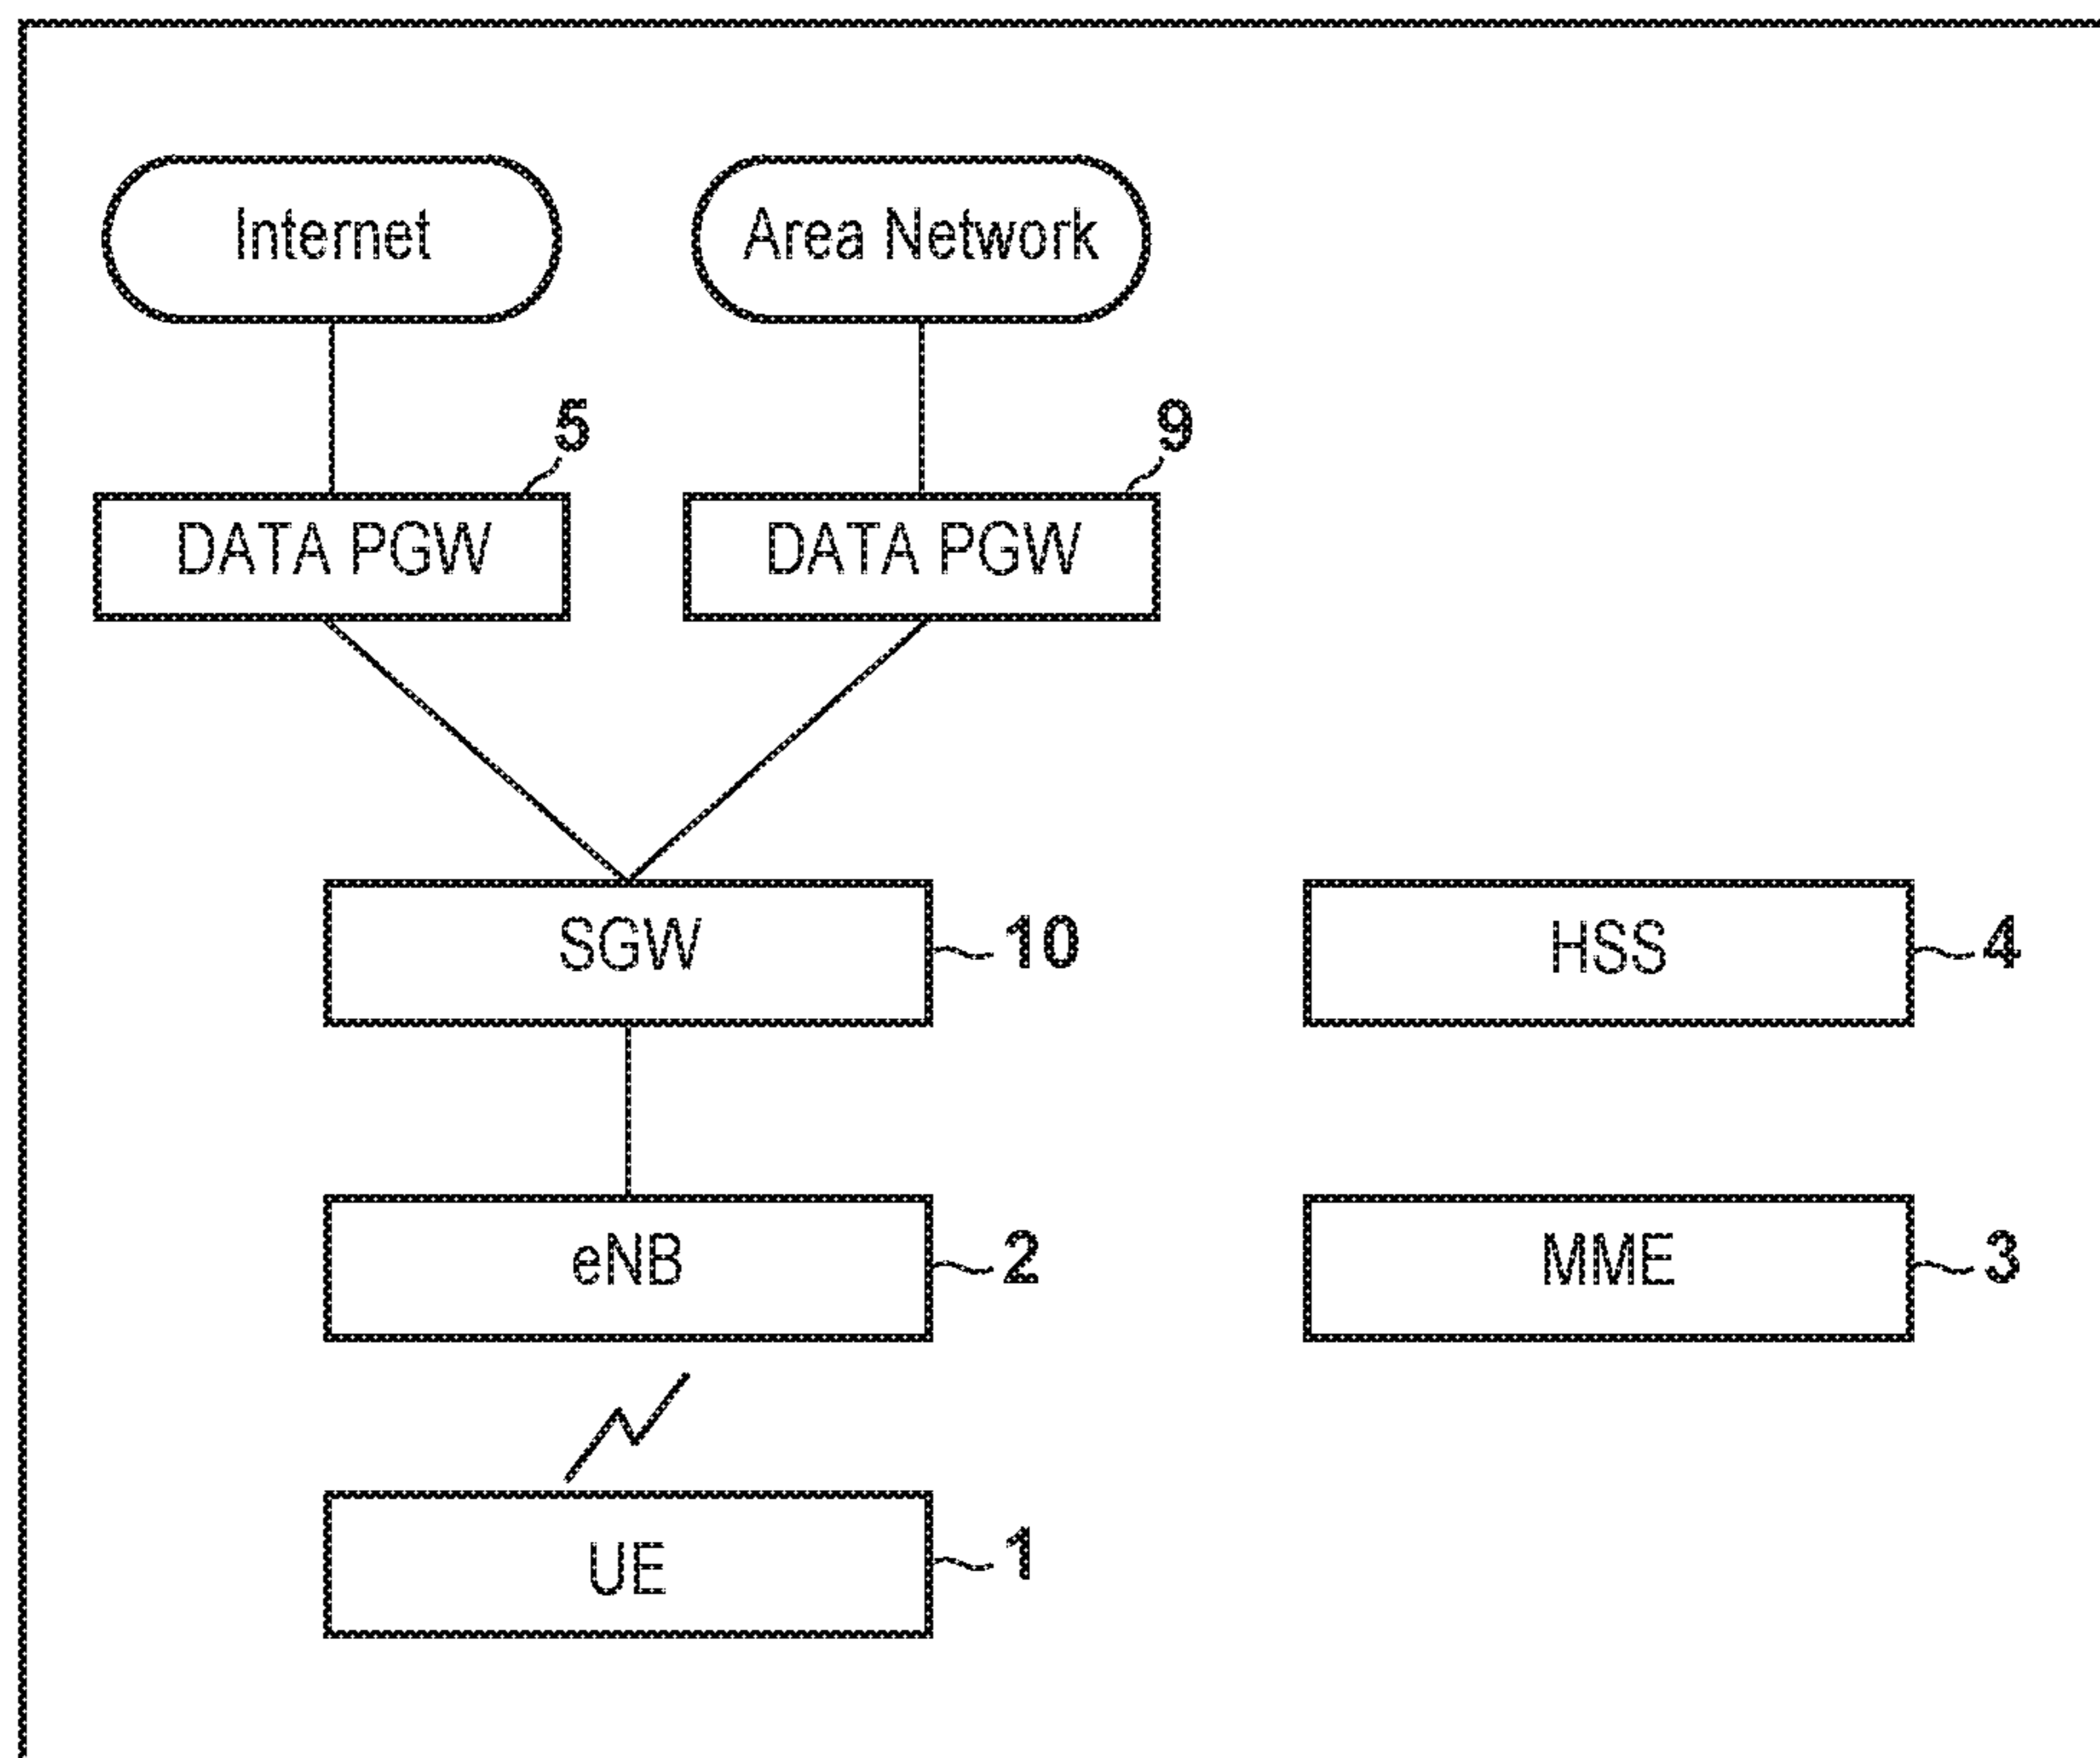 Internet
Area Network
5
9
DATA PGW
DATA PGW
SGW
10
HSS
4
eNB
2
MME
3
UE
1